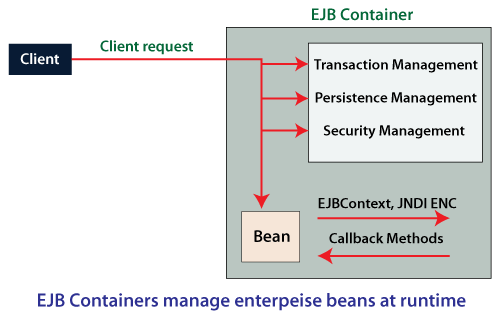 EJB Container
Client request
Client
Transaction Management
Persistence Management
Security Management
EJBContext, JNDI ENC
Bean
Callback Methods
EJB Containers manage enterpeise beans at runtime